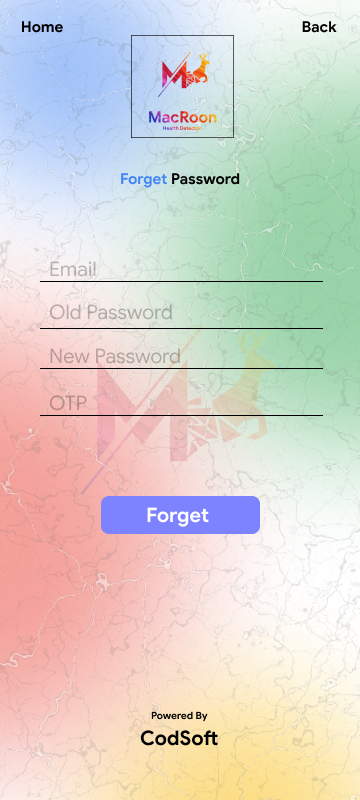 Home
Back
MacRoon
Health Detector
Forget Password
Email
Old Password
New Password
OTP
Forget
Powered By
CodSoft